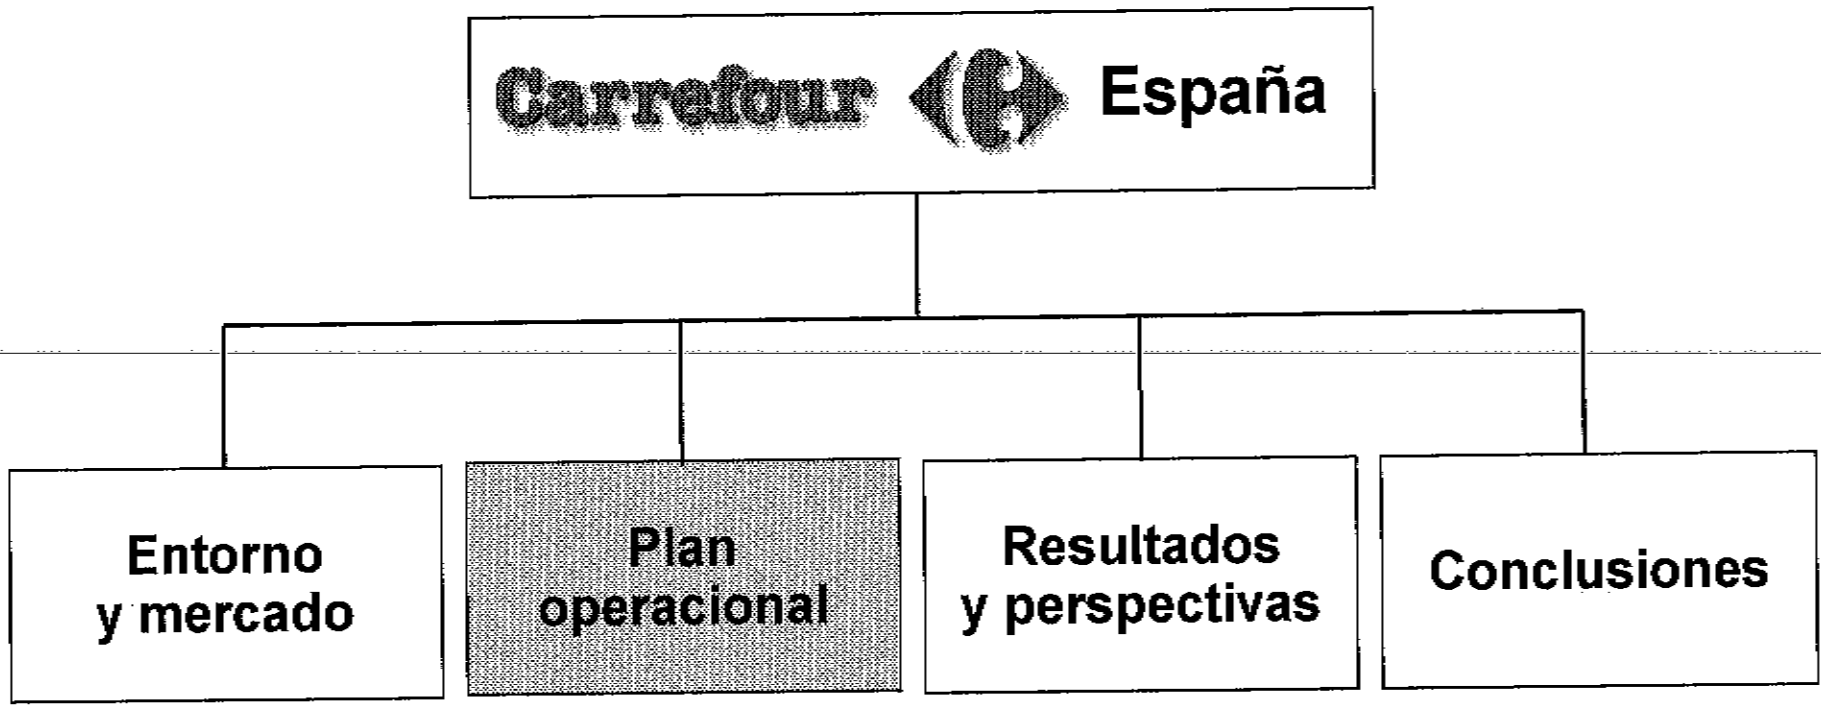 Carrefour España
Entorno
y mercado
Plan
operacional
Resultados
y perspectivas
Conclusiones